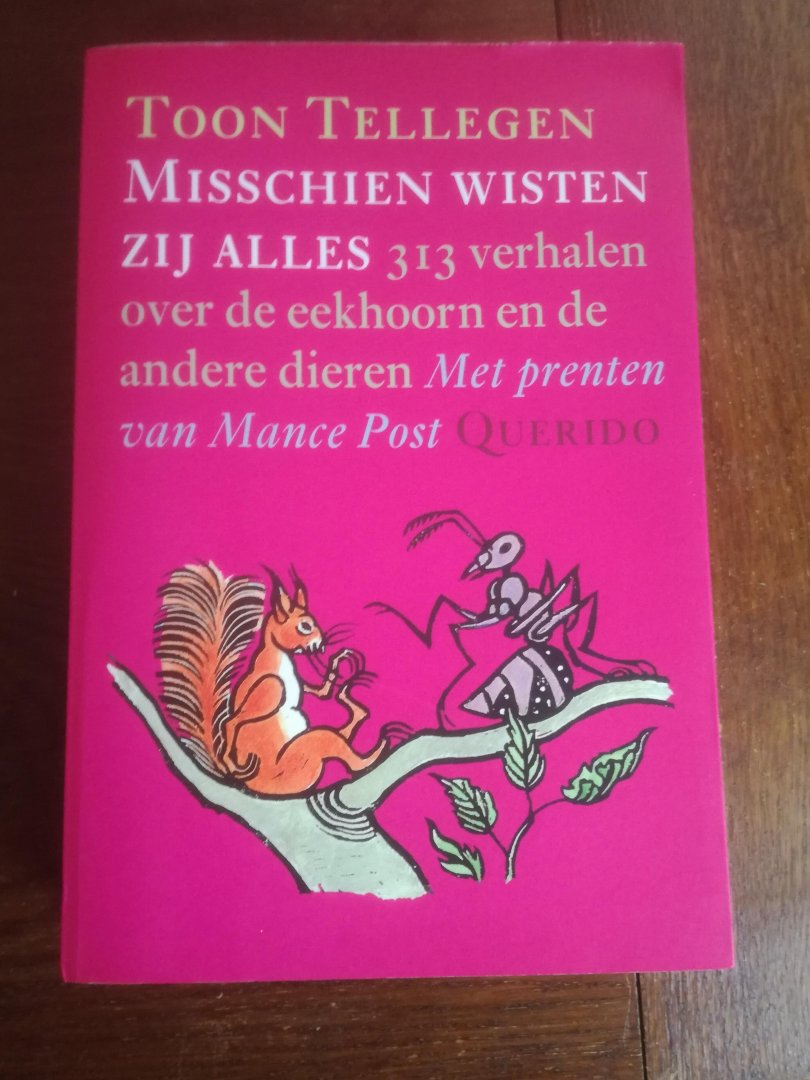 Toon Tellegen
Misschien wisten
zij alles 313 verhalen
over de eekhoorn en de
andere dieren Met prenten
van Mance Post Querido